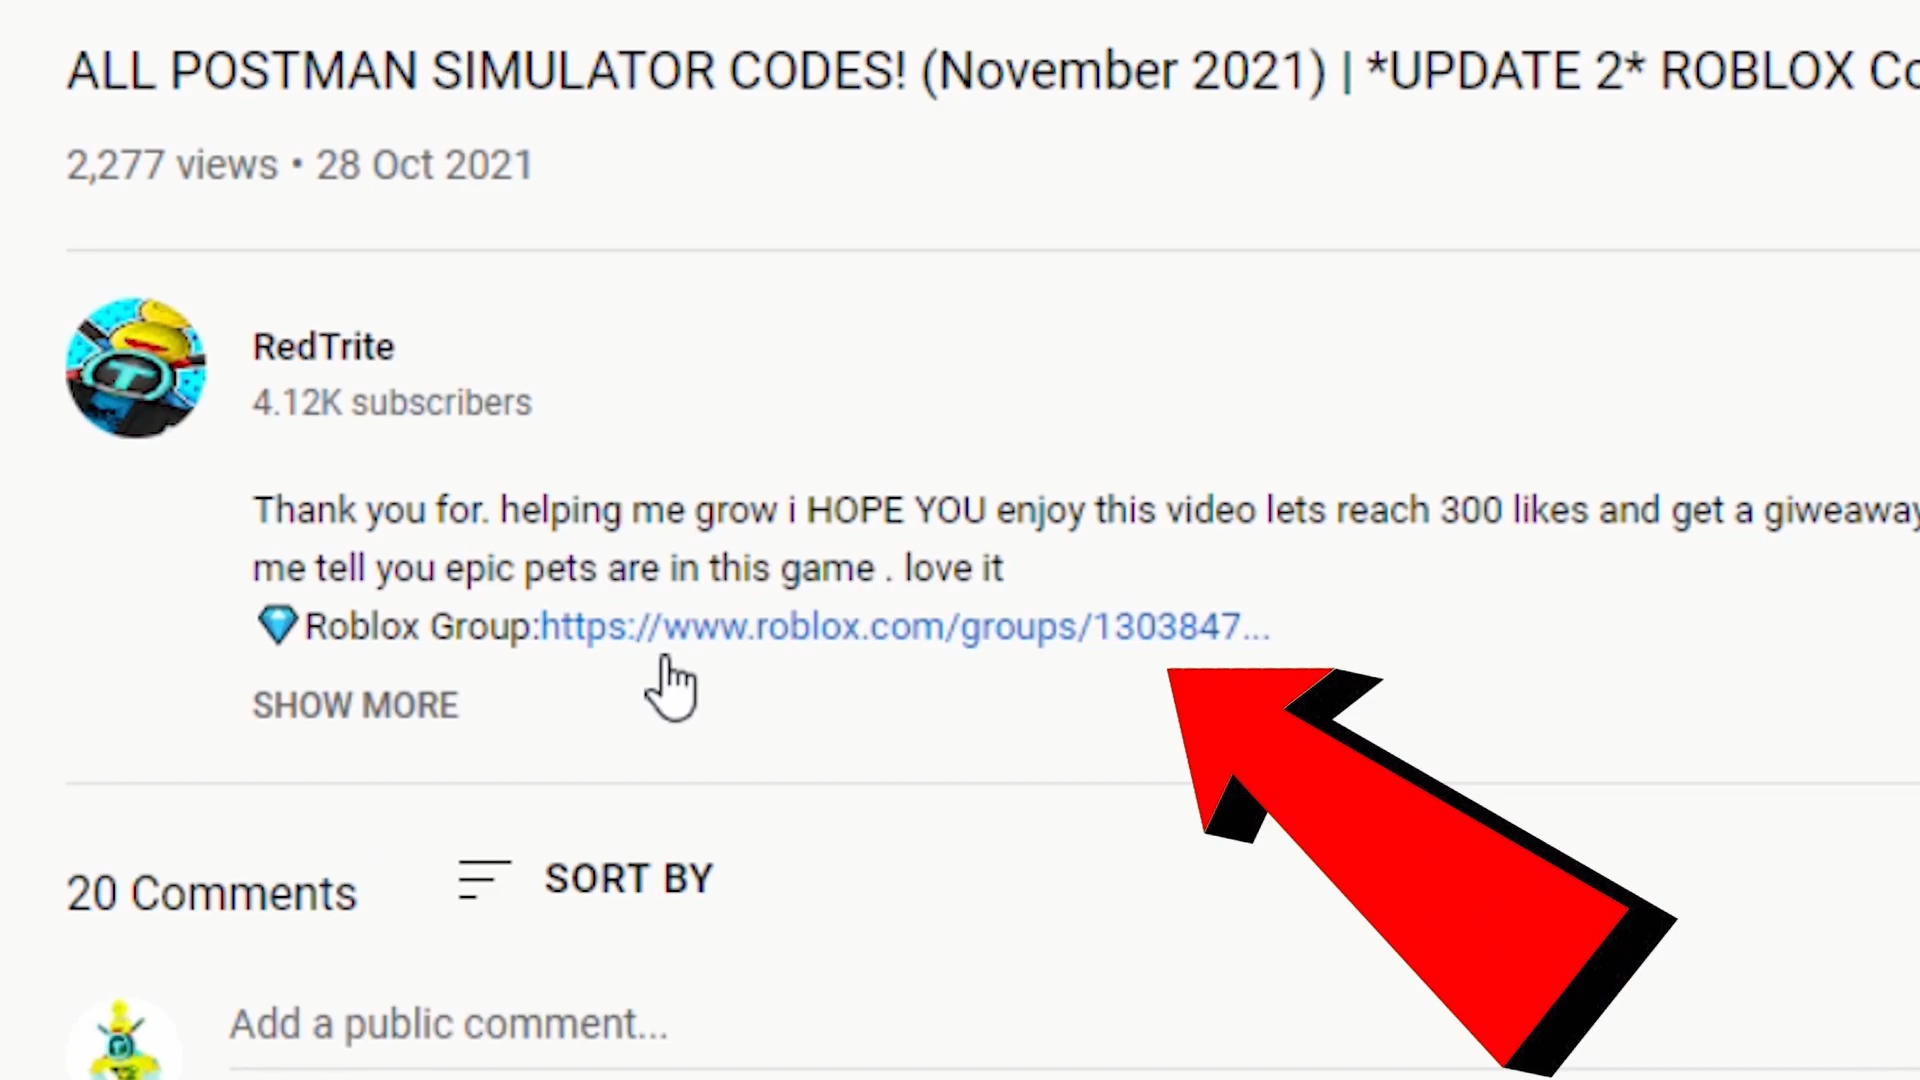 ALL POSTMAN SIMULATOR CODES! (November 2021) | *UPDATE 2* ROBLOX Co
2,277 views • 28 Oct 2021
RedTrite
4.12K subscribers
Thank you for. helping me grow i HOPE YOU enjoy this video lets reach 300 likes and get a giweaway
me tell you epic pets are in this game . love it
💎Roblox Group:https://www.roblox.com/groups/1303847...
SHOW MORE
20 Comments
SORT BY
Add a public comment...